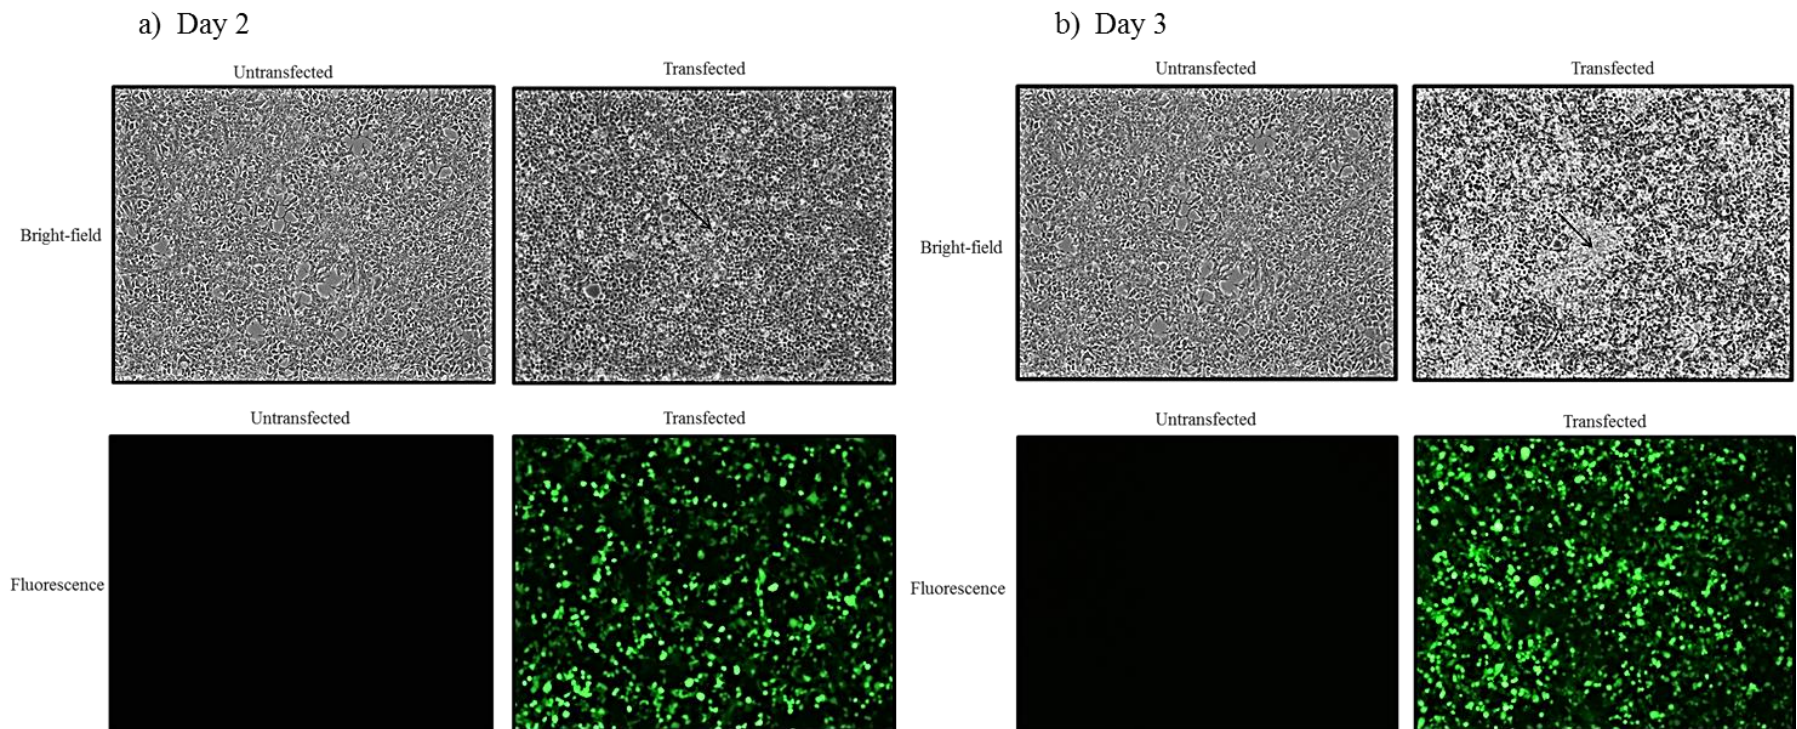 a) Day 2
Untransfected
Transfected
Bright-field
Untransfected
Transfected
Fluorescence
b) Day 3
Untransfected
Transfected
Bright-field
Untransfected
Transfected
Fluorescence